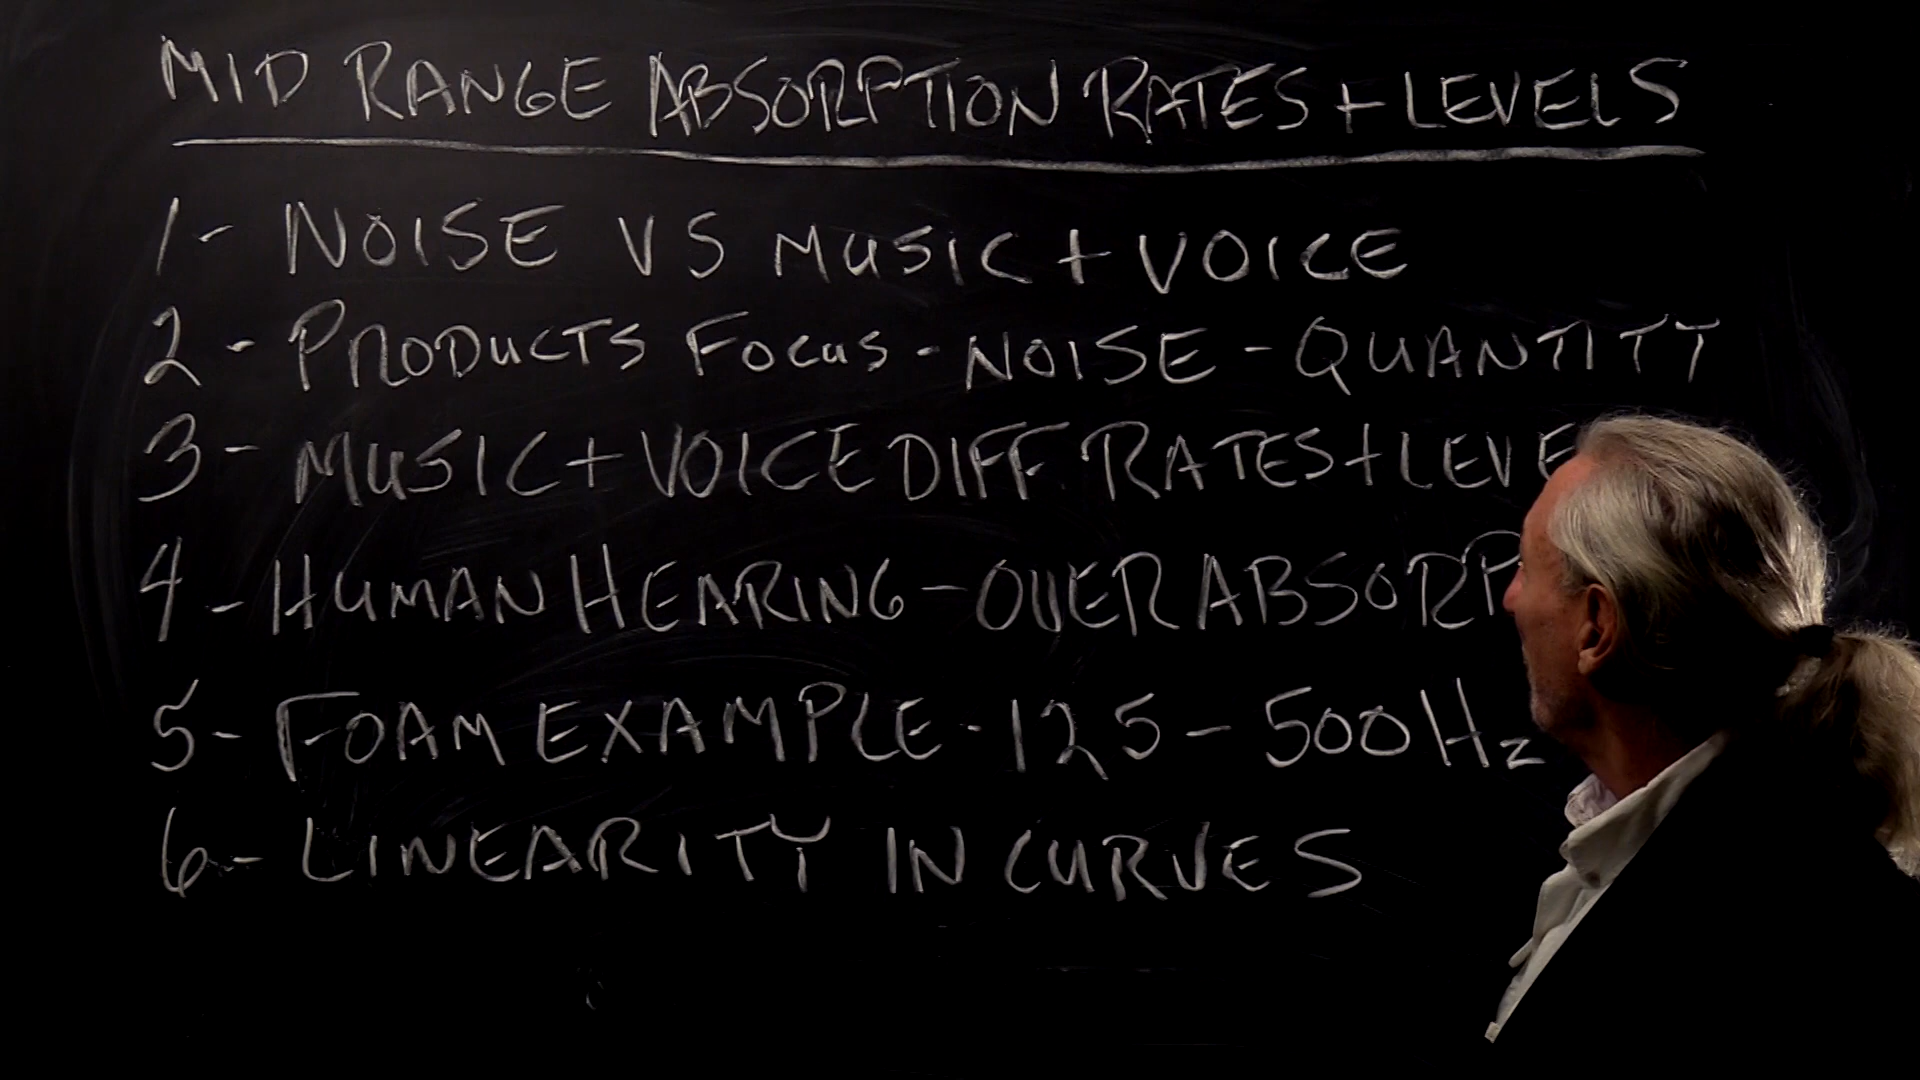 MID RANGE ABSORPTION RATES + LEVELS
1- NOISE VS MUSIC + VOICE
2 - PRODUCTS FOCUS - NOISE - QUANTITY
3 - MUSIC + VOICE DIFF RATES + LEVE
4 - HUMAN HEARING - OVER ABSORP
5 - FOAM EXAMPLE - 125 - 500 Hz
6 - LINEARITY IN CURVES